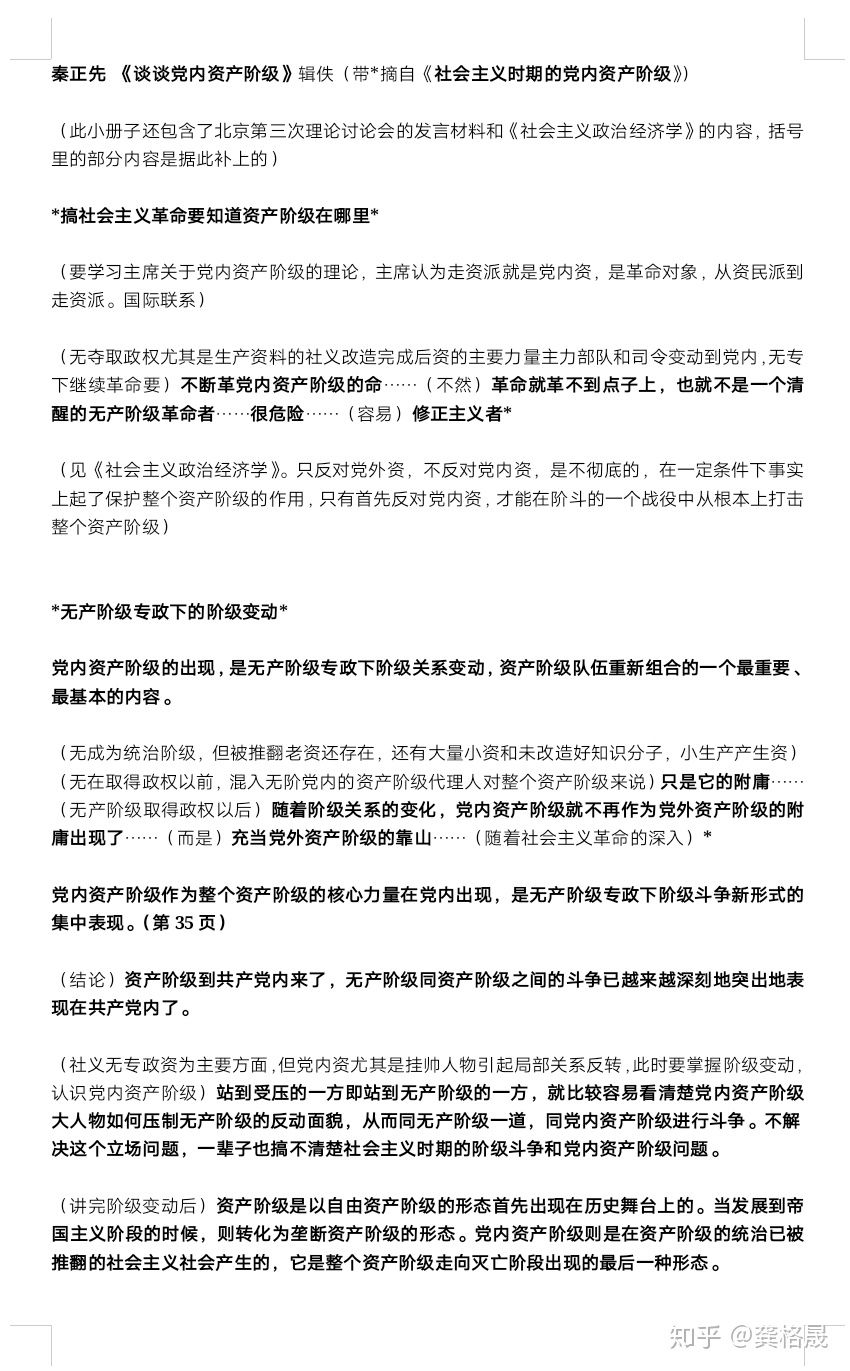 秦正先 《谈谈党内资产阶级》辑佚（带*摘自《社会主义时期的党内资产阶级》）
（此小册子还包含了北京第三次理论讨论会的发言材料和《社会主义政治经济学》的内容，括号
里的部分内容是据此补上的）
*搞社会主义革命要知道资产阶级在哪里*
（要学习主席关于党内资产阶级的理论，主席认为走资派就是党内资，是革命对象，从资民派到
走资派。国际联系）
（无夺取政权尤其是生产资料的社义改造完成后资的主要力量主力部队和司令变动到党内,无专
下继续革命要）不断革党内资产阶级的命……（不然）革命就革不到点子上，也就不是一个清
醒的无产阶级革命者……很危险……（容易）修正主义者*
（见《社会主义政治经济学》。只反对党外资，不反对党内资，是不彻底的，在一定条件下事实
上起了保护整个资产阶级的作用，只有首先反对党内资，才能在阶斗的一个战役中从根本上打击
整个资产阶级）
*无产阶级专政下的阶级变动*
党内资产阶级的出现，是无产阶级专政下阶级关系变动，资产阶级队伍重新组合的一个最重要、
最基本的内容。
（无成为统治阶级，但被推翻老资还存在，还有大量小资和未改造好知识分子，小生产产生资）
（无在取得政权以前，混入无阶党内的资产阶级代理人对整个资产阶级来说）只是它的附庸……
（无产阶级取得政权以后）随着阶级关系的变化，党内资产阶级就不再作为党外资产阶级的附
庸出现了……（而是）充当党外资产阶级的靠山……（随着社会主义革命的深入）*
党内资产阶级作为整个资产阶级的核心力量在党内出现，是无产阶级专政下阶级斗争新形式的
集中表现。（第 35 页）
（结论）资产阶级到共产党内来了，无产阶级同资产阶级之间的斗争已越来越深刻地突出地表
现在共产党内了。
（社义无专政资为主要方面，但党内资尤其是挂帅人物引起局部关系反转，此时要掌握阶级变动，
认识党内资产阶级）站到受压的一方即站到无产阶级的一方，就比较容易看清楚党内资产阶级
大人物如何压制无产阶级的反动面貌，从而同无产阶级一道，同党内资产阶级进行斗争。不解
决这个立场问题，一辈子也搞不清楚社会主义时期的阶级斗争和党内资产阶级问题。
（讲完阶级变动后）资产阶级是以自由资产阶级的形态首先出现在历史舞台上的。当发展到帝
国主义阶段的时候，则转化为垄断资产阶级的形态。党内资产阶级则是在资产阶级的统治已被
推翻的社会主义社会产生的，它是整个资产阶级走向灭亡阶段出现的最后一种形态。
知乎 @龚格晟